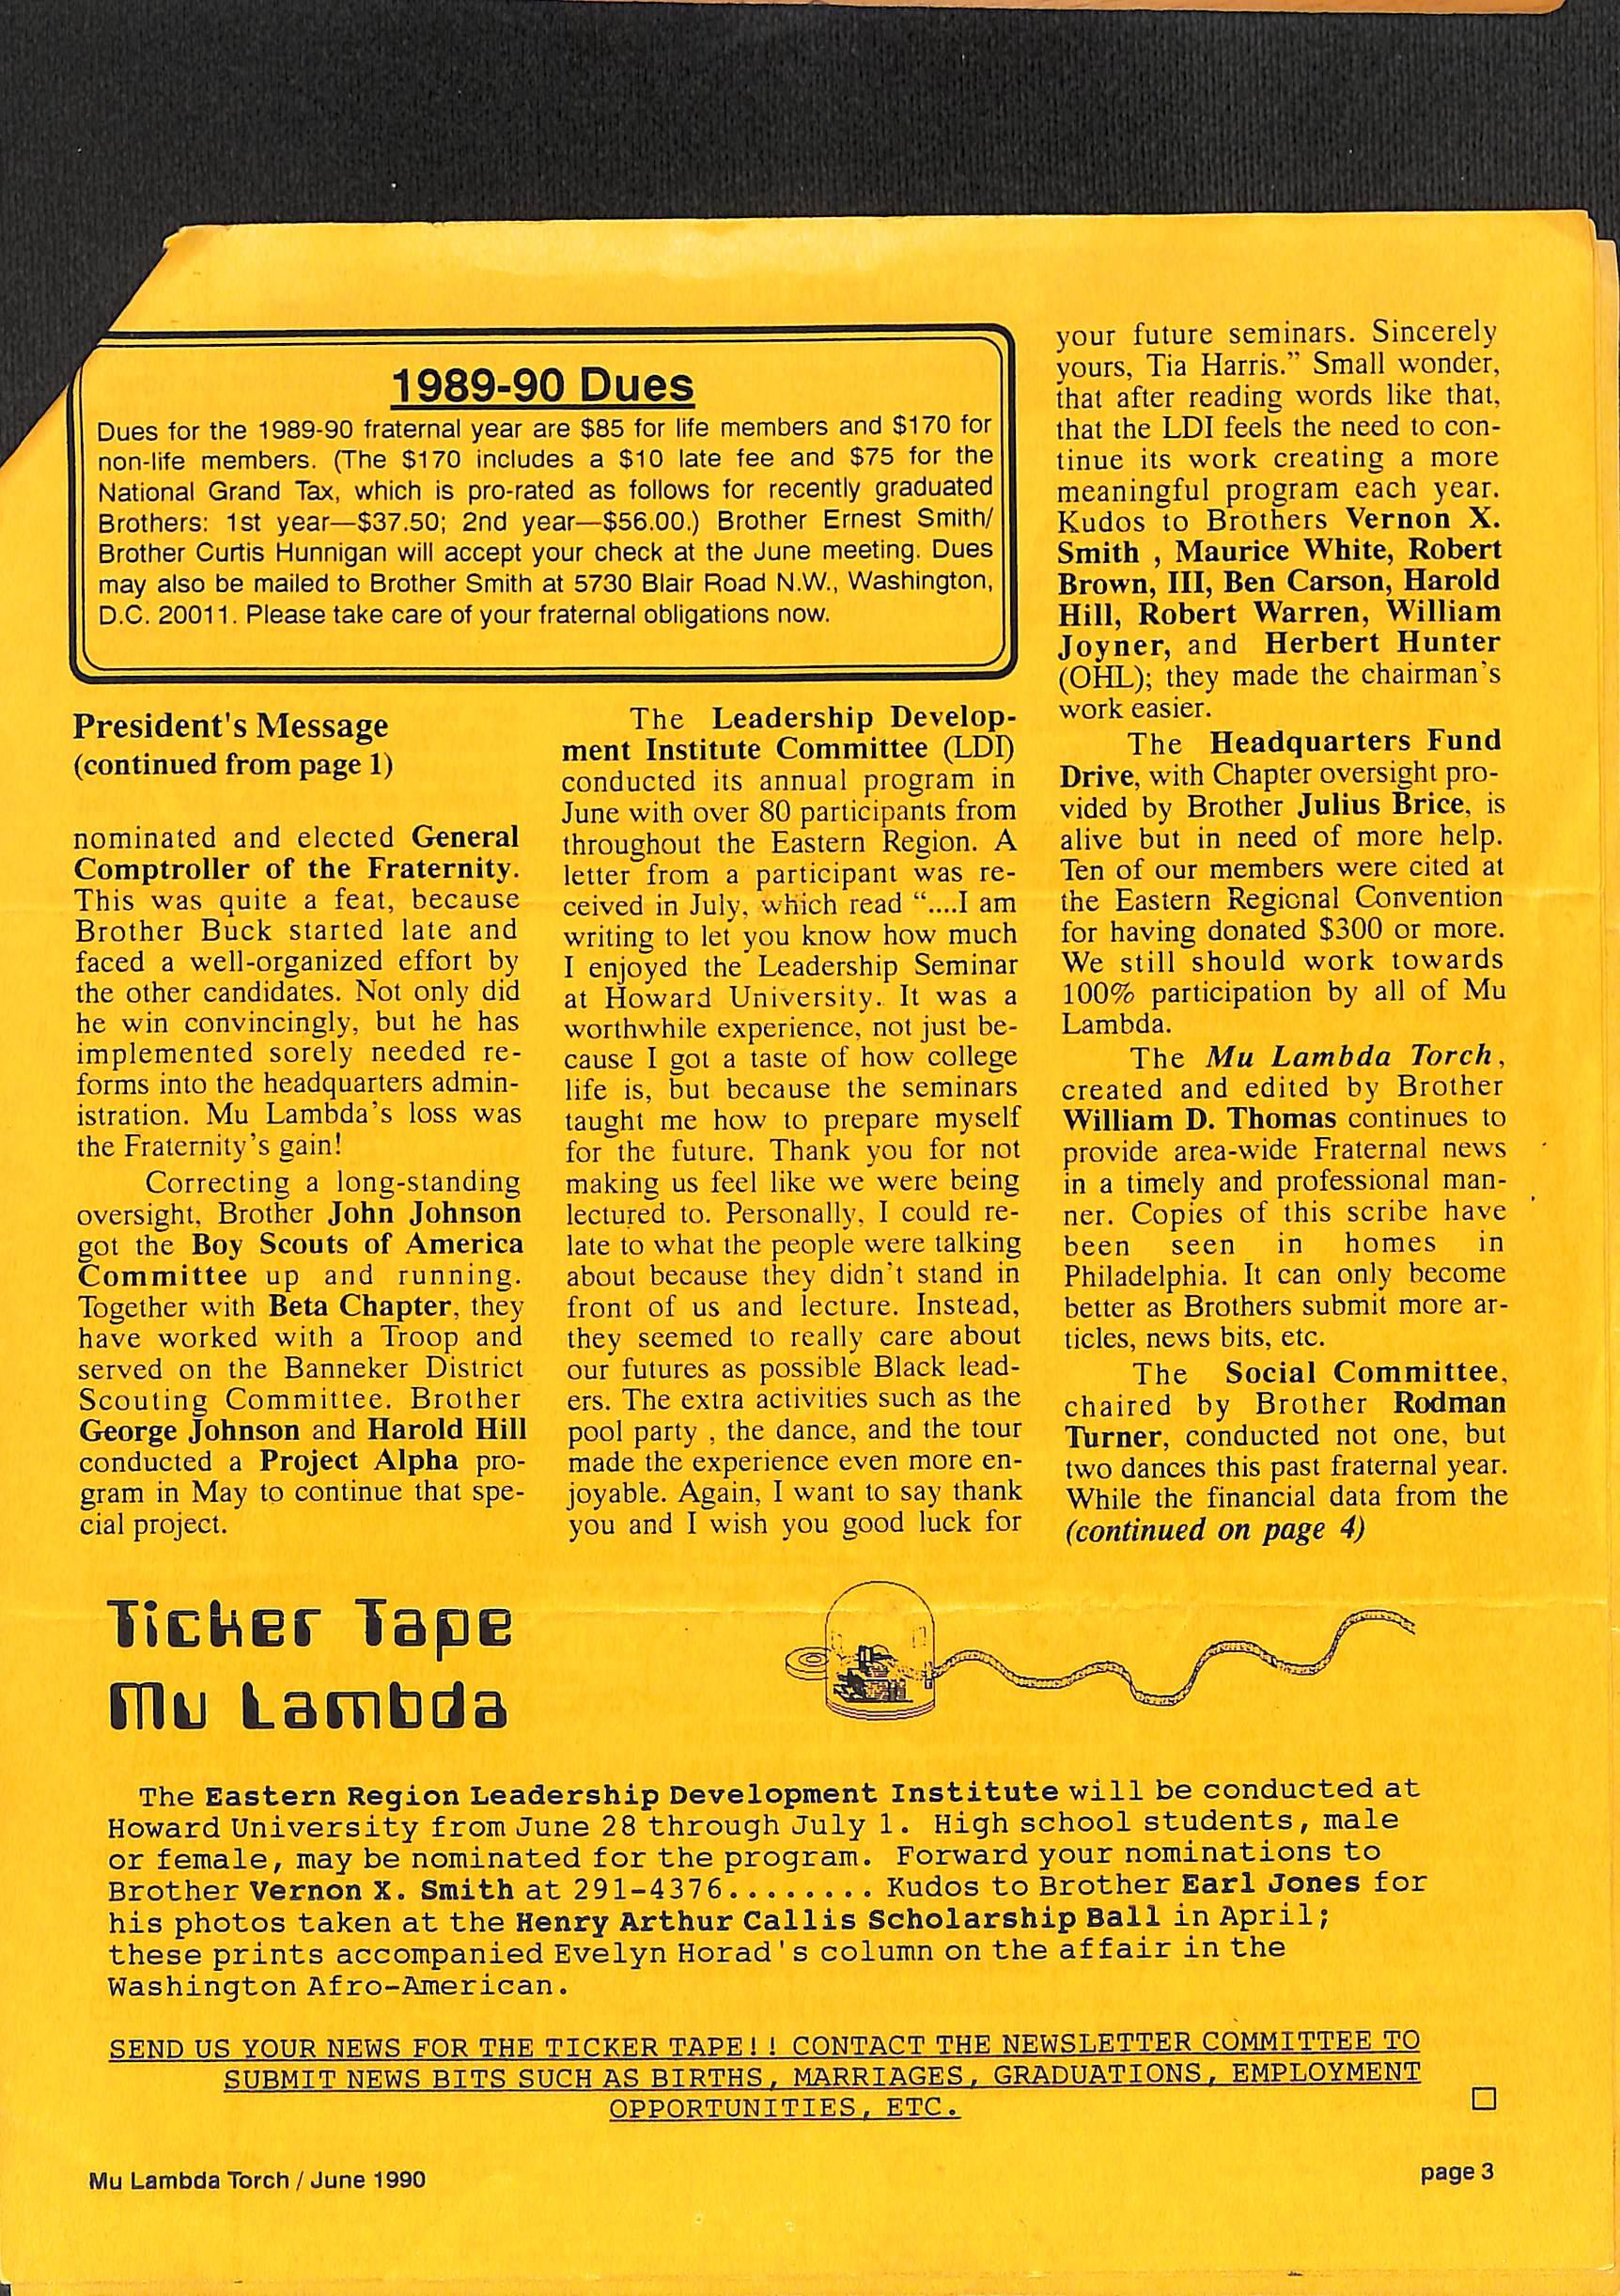 1989-90 Dues
Dues for the 1989-90 fraternal year are $85 for life members and $170 for
non-life members. (The $170 includes a $10 late fee and $75 for the
National Grand Tax, which is pro-rated as follows for recently graduated
Brothers: 1st year—$37.50; 2nd year—$56.00.) Brother Ernest Smith/
Brother Curtis Hunnigan will accept your check at the June meeting. Dues
may also be mailed to Brother Smith at 5730 Blair Road N.W., Washington,
D.C. 20011. Please take care of your fraternal obligations now.
President's Message
(continued from page 1)
nominated and elected General
Comptroller of the Fraternity.
This was quite a feat, because
Brother Buck started late and
faced a well-organized effort by
the other candidates. Not only did
he win convincingly, but he has
implemented sorely needed re-
forms into the headquarters admin-
istration. Mu Lambda's loss was
the Fraternity's gain!
Correcting a long-standing
oversight, Brother John Johnson
got the Boy Scouts of America
Committee up and running.
Together with Beta Chapter, they
have worked with a Troop and
served on the Banneker District
Scouting Committee. Brother
George Johnson and Harold Hill
conducted a Project Alpha pro-
gram in May to continue that spe-
cial project.
The Leadership Develop-
ment Institute Committee (LDI)
conducted its annual program in
June with over 80 participants from
throughout the Eastern Region. A
letter from a participant was re-
ceived in July, which read “....I am
writing to let you know how much
I enjoyed the Leadership Seminar
at Howard University. It was a
worthwhile experience, not just be-
cause I got a taste of how college
life is, but because the seminars
taught me how to prepare myself
for the future. Thank you for not
making us feel like we were being
lectured to. Personally, I could re-
late to what the people were talking
about because they didn't stand in
front of us and lecture. Instead,
they seemed to really care about
our futures as possible Black lead-
ers. The extra activities such as the
pool party , the dance, and the tour
made the experience even more en-
joyable. Again, I want to say thank
you and I wish you good luck for
your future seminars. Sincerely
yours, Tia Harris.” Small wonder,
that after reading words like that,
that the LDI feels the need to con-
tinue its work creating a more
meaningful program each year.
Kudos to Brothers Vernon X.
Smith , Maurice White, Robert
Brown, III, Ben Carson, Harold
Hill, Robert Warren, William
Joyner, and Herbert Hunter
(OHL); they made the chairman's
work easier.
The Headquarters Fund
Drive, with Chapter oversight pro-
vided by Brother Julius Brice, is
alive but in need of more help.
Ten of our members were cited at
the Eastern Regional Convention
for having donated $300 or more.
We still should work towards
100% participation by all of Mu
Lambda.
The Mu Lambda Torch,
created and edited by Brother
William D. Thomas continues to
provide area-wide Fraternal news
in a timely and professional man-
ner. Copies of this scribe have
been seen in homes in
Philadelphia. It can only become
better as Brothers submit more ar-
ticles, news bits, etc.
The Social Committee,
chaired by Brother Rodman
Turner, conducted not one, but
two dances this past fraternal year.
While the financial data from the
(continued on page 4)
Ticker Tape
Mu Lambda
The Eastern Region Leadership Development Institute will be conducted at
Howard University from June 28 through July 1. High school students, male
or female, may be nominated for the program. Forward your nominations to
Brother Vernon X. Smith at 291-4376........ Kudos to Brother Earl Jones for
his photos taken at the Henry Arthur Callis Scholarship Ball in April;
these prints accompanied Evelyn Horad's column on the affair in the
Washington Afro-American.
SEND US YOUR NEWS FOR THE TICKER TAPE!! CONTACT THE NEWSLETTER COMMITTEE TO
SUBMIT NEWS BITS SUCH AS BIRTHS, MARRIAGES, GRADUATIONS, EMPLOYMENT
OPPORTUNITIES, ETC.
Mu Lambda Torch / June 1990
page 3